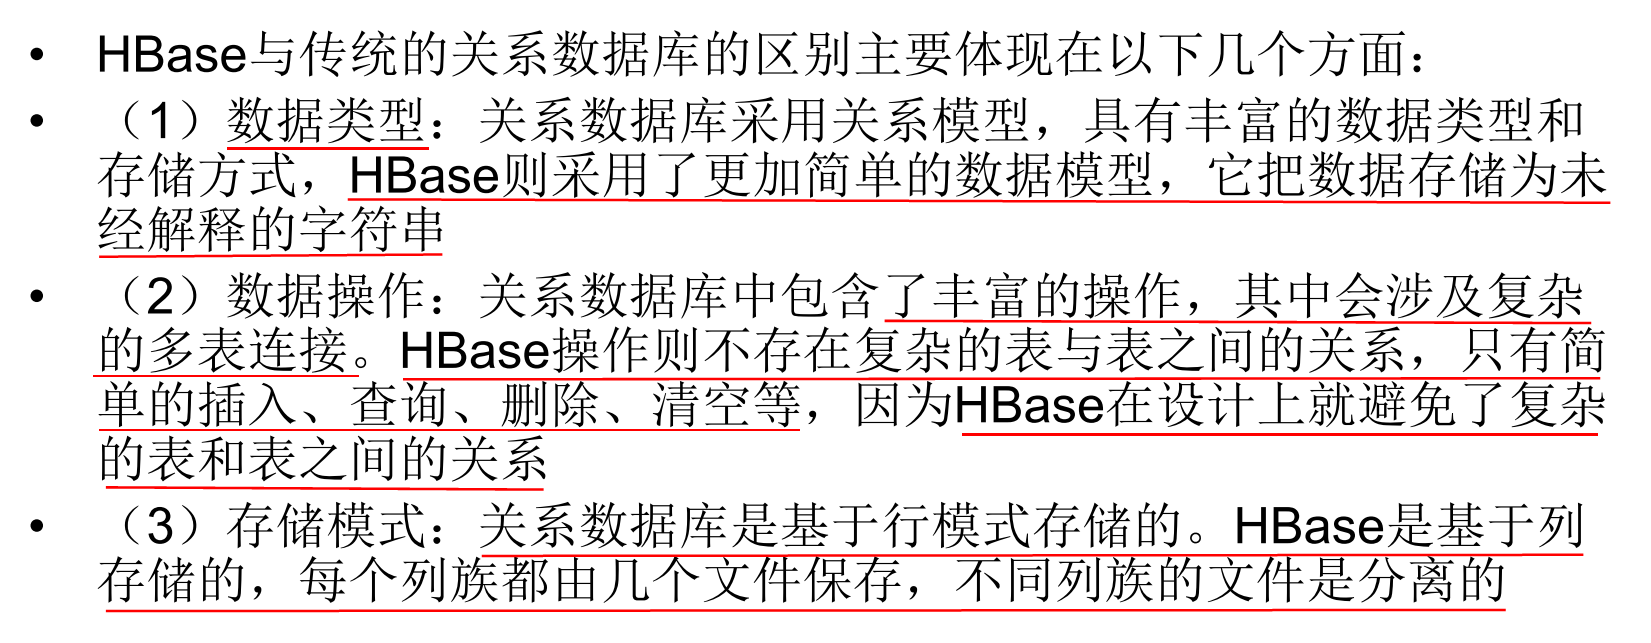 • HBase与传统的关系数据库的区别主要体现在以下几个方面：
• （1）数据类型：关系数据库采用关系模型，具有丰富的数据类型和
存储方式，HBase则采用了更加简单的数据模型，它把数据存储为未
经解释的字符串
• （2）数据操作：关系数据库中包含了丰富的操作，其中会涉及复杂
的多表连接。HBase操作则不存在复杂的表与表之间的关系，只有简
单的插入、查询、删除、清空等，因为HBase在设计上就避免了复杂
的表和表之间的关系
• （3）存储模式：关系数据库是基于行模式存储的。HBase是基于列
存储的，每个列族都由几个文件保存，不同列族的文件是分离的